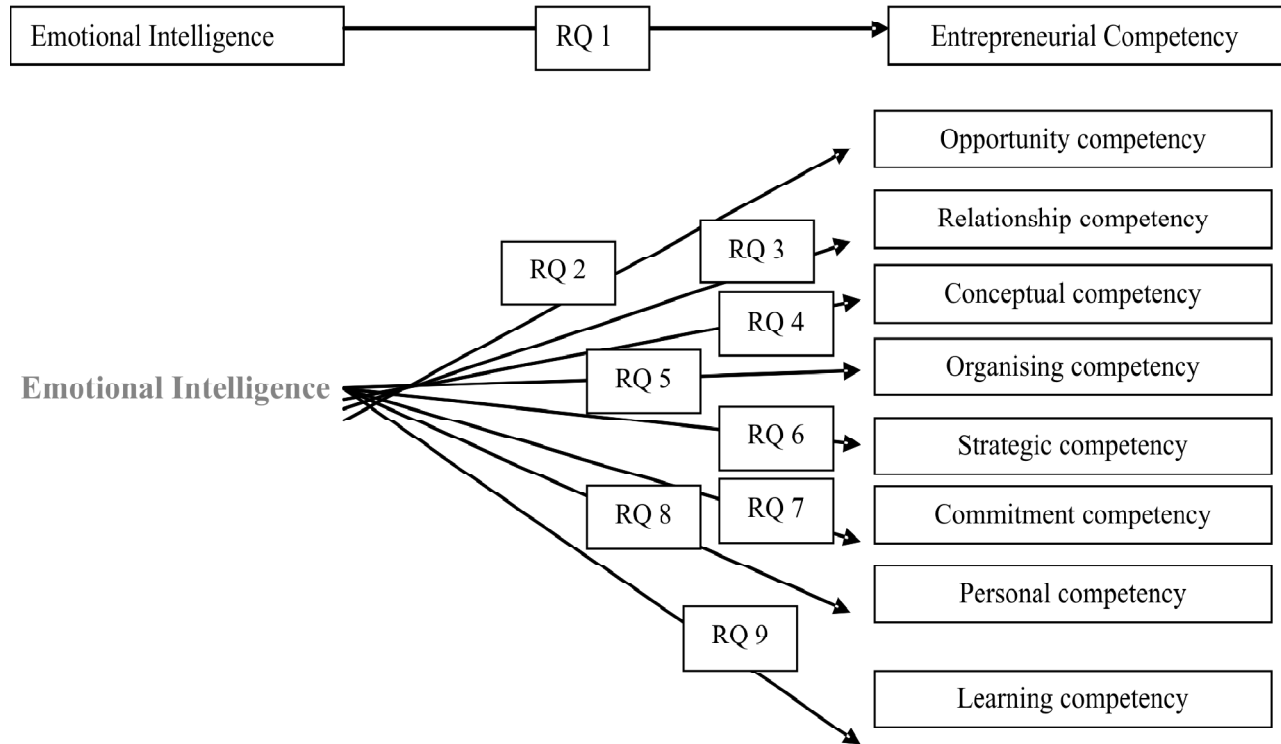 Emotional Intelligence
RQ 1
Entrepreneurial Competency
Opportunity competency
Relationship competency
RQ 2
RQ 3
Conceptual competency
RQ 4
Organising competency
Emotional Intelligence
RQ 5
RQ 6
Strategic competency
RQ 7
Commitment competency
RQ 8
Personal competency
RQ 9
Learning competency